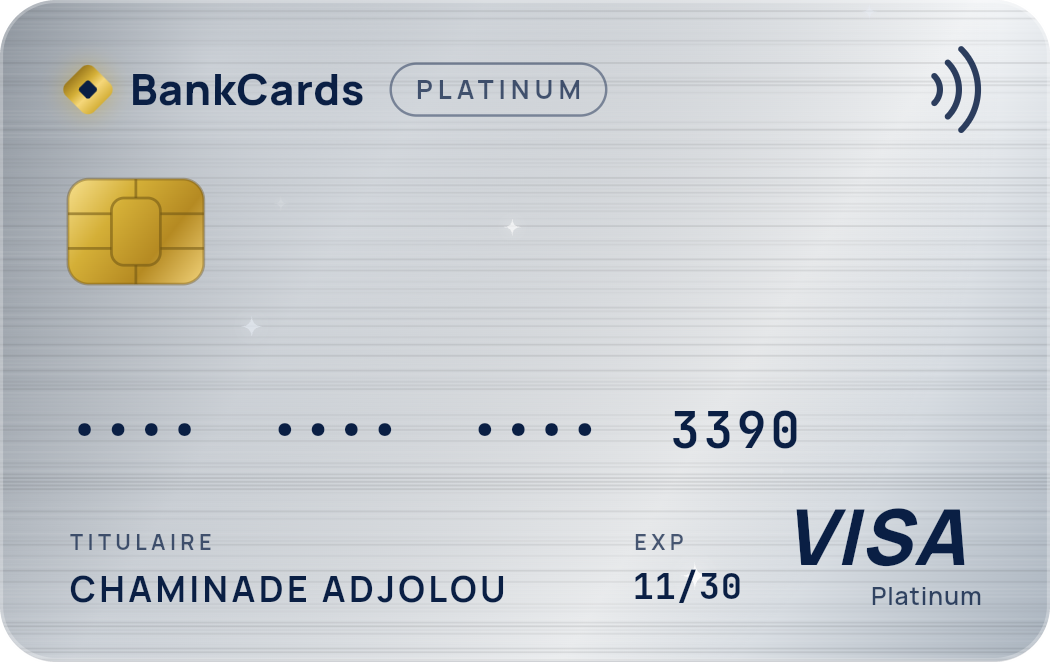 BankCards PLATINUM
•••• •••• •••• 3390
TITULAIRE EXP
CHAMINADE ADJOLOU 11/30
VISA
Platinum